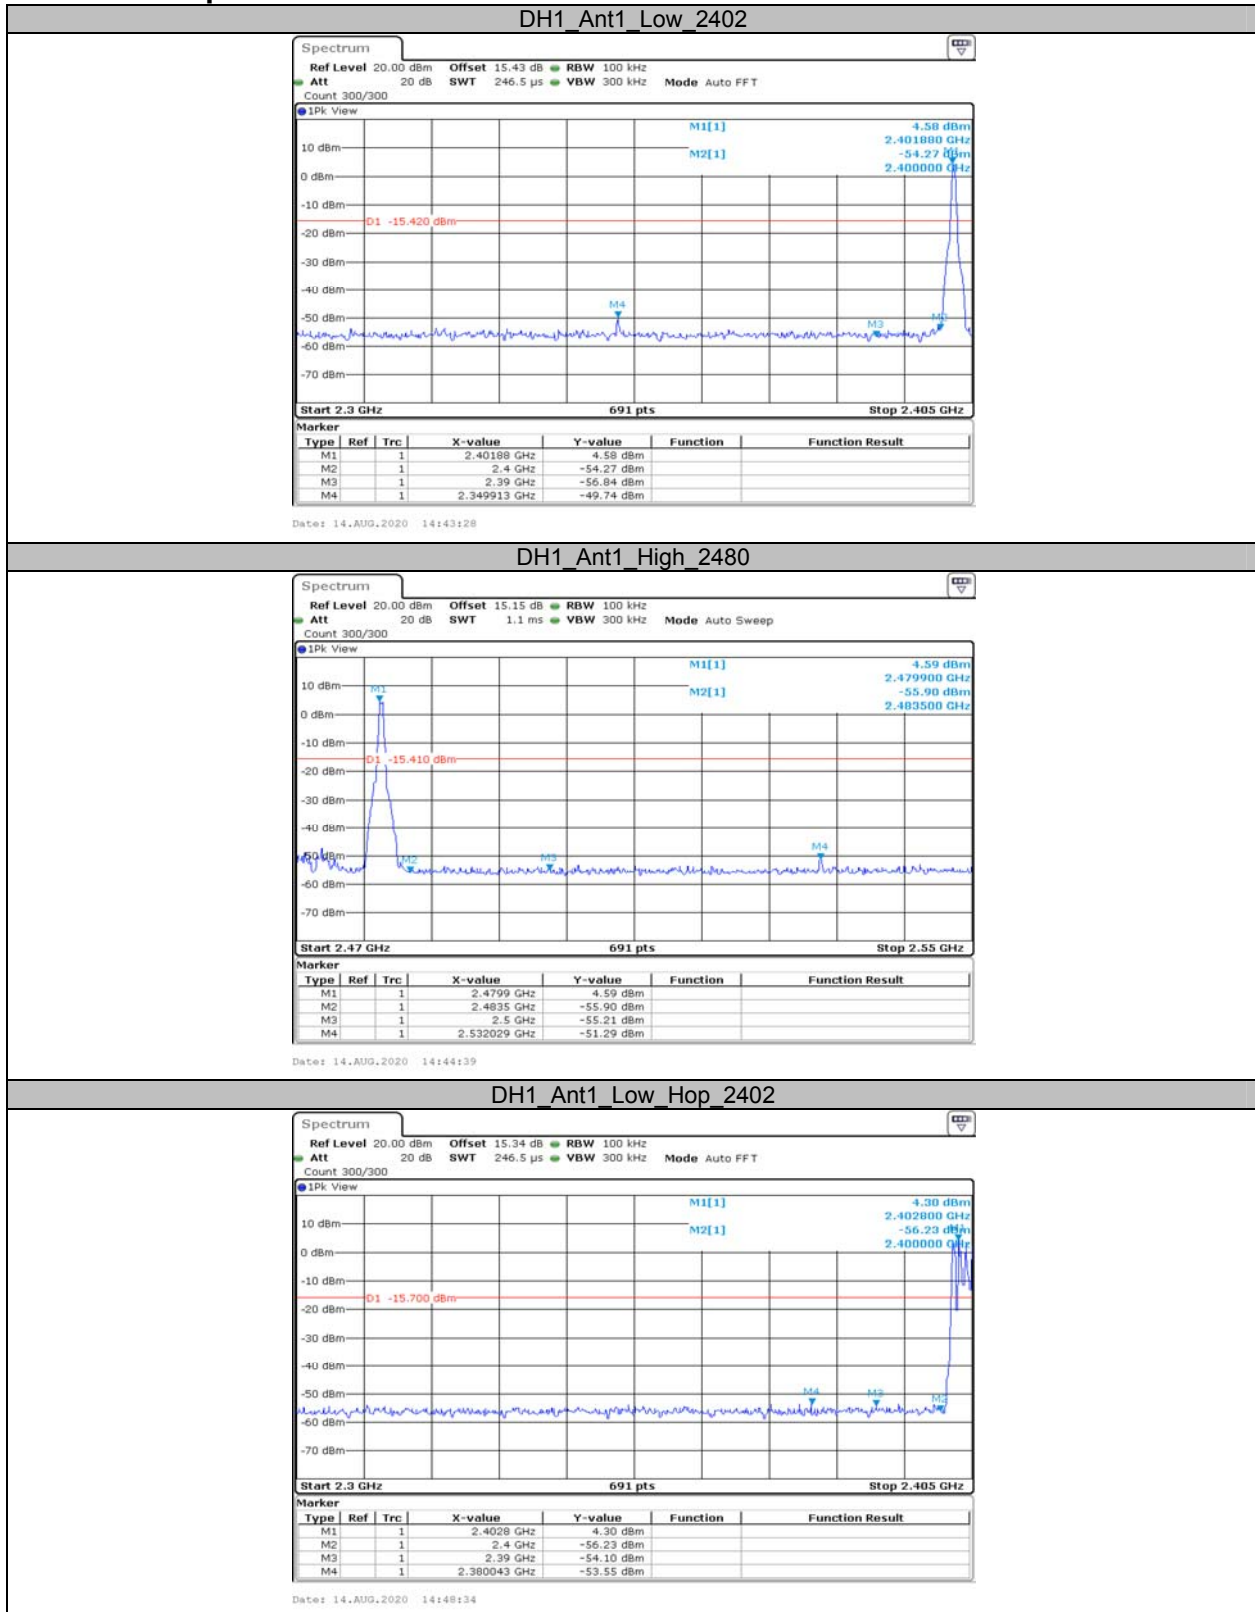 DH1_Ant1_Low_2402
Spectrum
Ref Level 20.00 dBm Offset 15.43 dB RBW 100 kHz
Att 20 dB SWT 246.5 µs VBW 300 kHz Mode Auto FFT
Count 300/300
1Pk View
M1[1] 4.58 dBm
2.401880 GHz
M2[1] -54.27 dBm
2.400000 GHz
10 dBm
0 dBm
-10 dBm
D1 -15.420 dBm
-20 dBm
-30 dBm
-40 dBm
M4
-50 dBm
M3
-60 dBm
-70 dBm
Start 2.3 GHz 691 pts Stop 2.405 GHz
Marker
Type Ref Trc X-value Y-value Function Function Result
M1 1 2.40188 GHz 4.58 dBm
M2 1 2.4 GHz -54.27 dBm
M3 1 2.39 GHz -56.84 dBm
M4 1 2.349913 GHz -49.74 dBm
Date: 14.AUG.2020 14:43:28
DH1_Ant1_High_2480
Spectrum
Ref Level 20.00 dBm Offset 15.15 dB RBW 100 kHz
Att 20 dB SWT 1.1 ms VBW 300 kHz Mode Auto Sweep
Count 300/300
1Pk View
M1[1] 4.59 dBm
2.479900 GHz
M2[1] -55.90 dBm
2.483500 GHz
10 dBm
M1
0 dBm
-10 dBm
D1 -15.410 dBm
-20 dBm
-30 dBm
-40 dBm
M4
-50 dBm
M2 M3
-60 dBm
-70 dBm
Start 2.47 GHz 691 pts Stop 2.55 GHz
Marker
Type Ref Trc X-value Y-value Function Function Result
M1 1 2.4799 GHz 4.59 dBm
M2 1 2.4835 GHz -55.90 dBm
M3 1 2.5 GHz -55.21 dBm
M4 1 2.532029 GHz -51.29 dBm
Date: 14.AUG.2020 14:44:39
DH1_Ant1_Low_Hop_2402
Spectrum
Ref Level 20.00 dBm Offset 15.34 dB RBW 100 kHz
Att 20 dB SWT 246.5 µs VBW 300 kHz Mode Auto FFT
Count 300/300
1Pk View
M1[1] 4.30 dBm
2.402800 GHz
M2[1] -56.23 dBm
2.400000 GHz
10 dBm
0 dBm
-10 dBm
D1 -15.700 dBm
-20 dBm
-30 dBm
-40 dBm
-50 dBm
M4 M3 M2
-60 dBm
-70 dBm
Start 2.3 GHz 691 pts Stop 2.405 GHz
Marker
Type Ref Trc X-value Y-value Function Function Result
M1 1 2.4028 GHz 4.30 dBm
M2 1 2.4 GHz -56.23 dBm
M3 1 2.39 GHz -54.10 dBm
M4 1 2.380043 GHz -53.55 dBm
Date: 14.AUG.2020 14:48:34